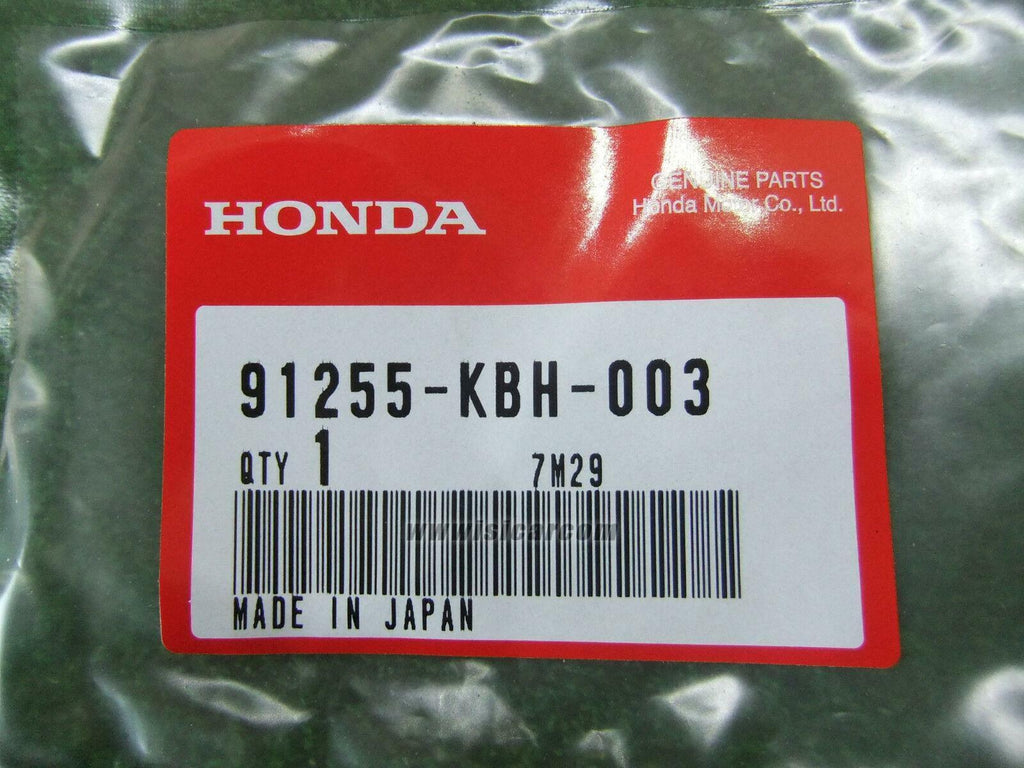 HONDA
GENUINE PARTS
Honda Motor Co., Ltd.
91255-KBH-003
QTY 1 7M29
www.isicar.com
MADE IN JAPAN